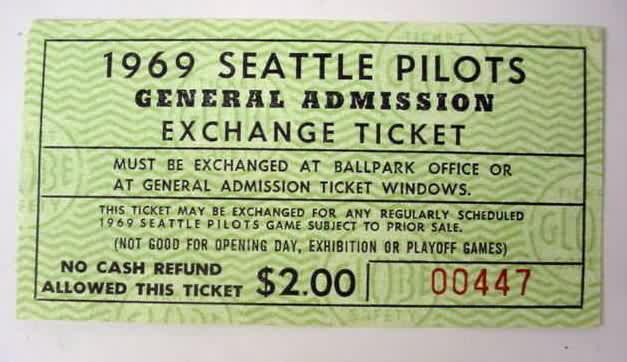 1969 SEATTLE PILOTS
GENERAL ADMISSION
EXCHANGE TICKET
MUST BE EXCHANGED AT BALLPARK OFFICE OR
AT GENERAL ADMISSION TICKET WINDOWS.
THIS TICKET MAY BE EXCHANGED FOR ANY REGULARLY SCHEDULED
1969 SEATTLE PILOTS GAME SUBJECT TO PRIOR SALE.
(NOT GOOD FOR OPENING DAY, EXHIBITION OR PLAYOFF GAMES)
NO CASH REFUND
ALLOWED THIS TICKET $2.00 00447